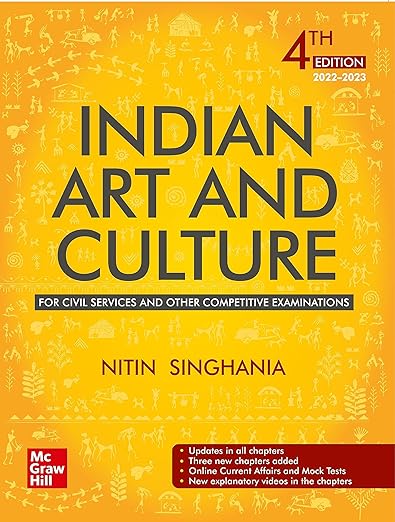 4TH
EDITION
2022–2023
INDIAN
ART AND
CULTURE
FOR CIVIL SERVICES AND OTHER COMPETITIVE EXAMINATIONS
NITIN SINGHANIA
Mc
Graw
Hill
• Updates in all chapters
• Three new chapters added
• Online Current Affairs and Mock Tests
• New explanatory videos in the chapters